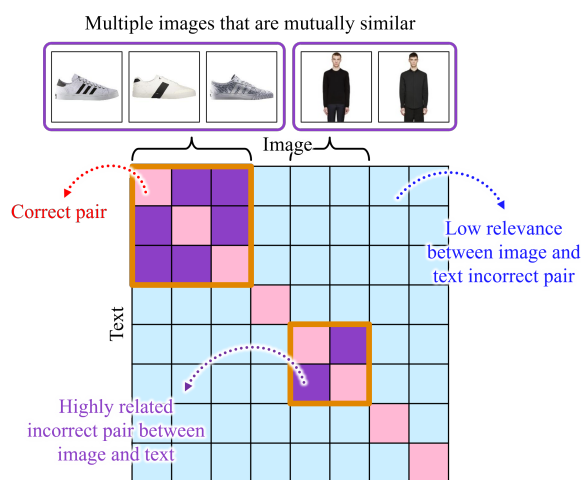 Multiple images that are mutually similar
Image
Correct pair
Low relevance
between image and
text incorrect pair
Text
Highly related
incorrect pair between
image and text